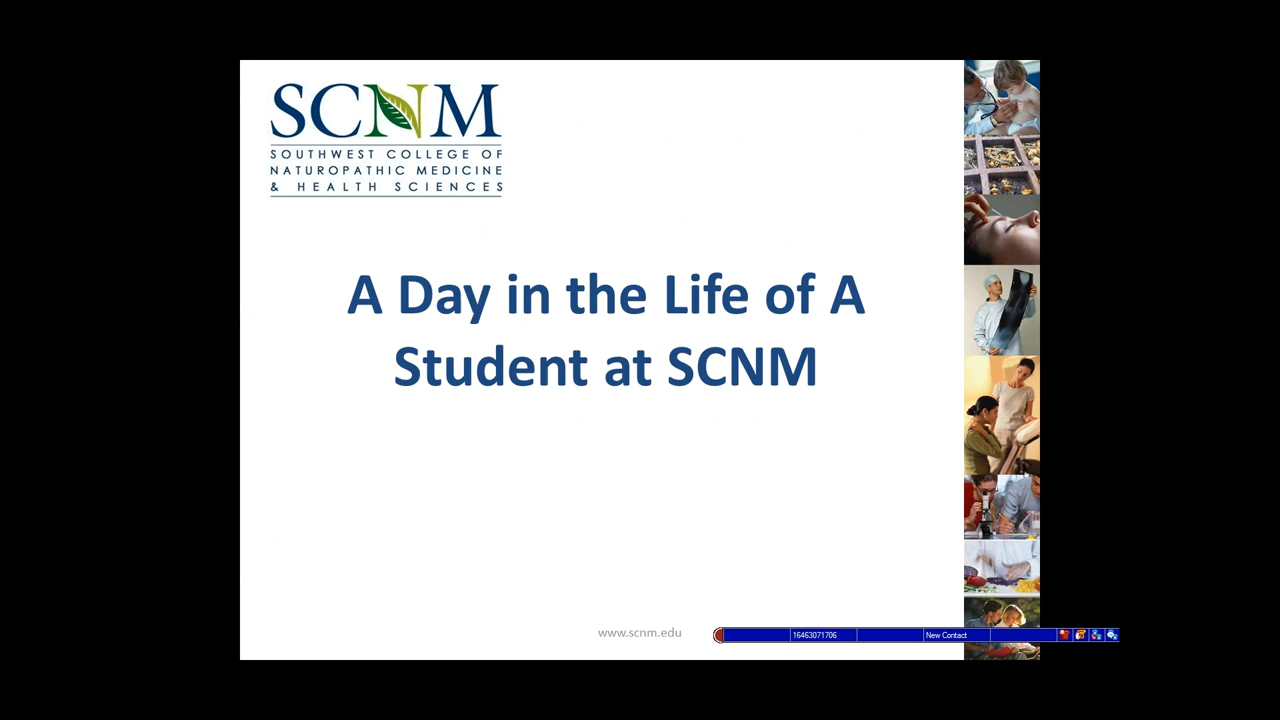 SCNM
SOUTHWEST COLLEGE OF
NATUROPATHIC MEDICINE
& HEALTH SCIENCES
A Day in the Life of A
Student at SCNM
www.scnm.edu
16463071706
New Contact